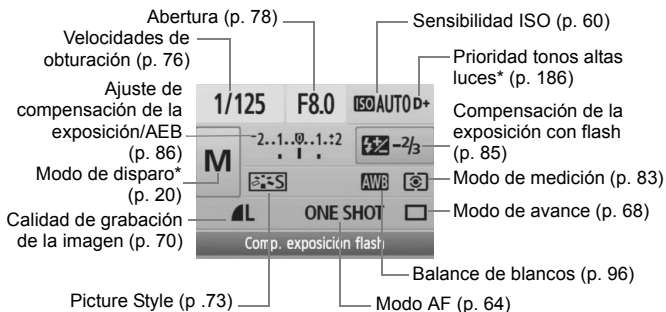 Abertura (p. 78)
Sensibilidad ISO (p. 60)
Velocidades de
obturación (p. 76)
Prioridad tonos altas
luces* (p. 186)
Ajuste de
compensación de la
exposición/AEB
(p. 86)
Compensación de la
exposición con flash
(p. 85)
Modo de disparo*
(p. 20)
Modo de medición (p. 83)
Calidad de grabación
de la imagen (p. 70)
Modo de avance (p. 68)
Balance de blancos (p. 96)
Picture Style (p .73)
Modo AF (p. 64)
1/125 F8.0 ISO AUTO D+
-2..1..0..1.:2
-2/3
M
S AWB
L ONE SHOT
Comp. exposición flash